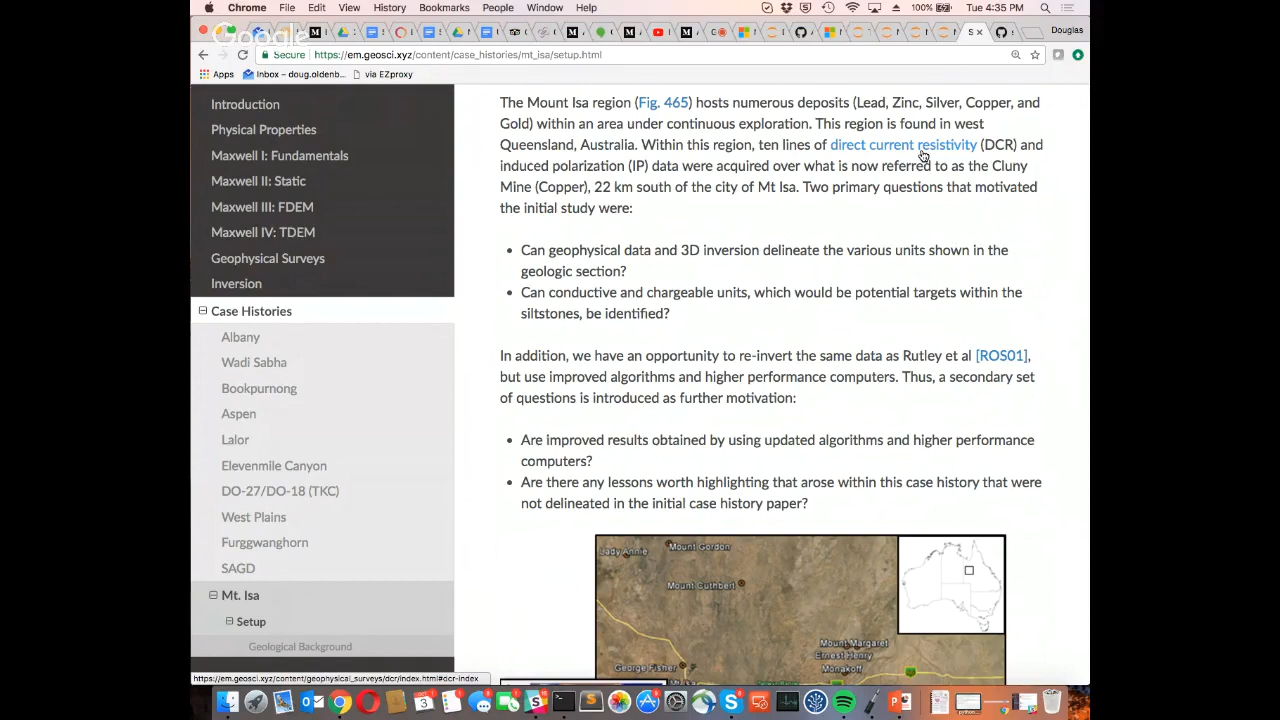 Chrome File Edit View History Bookmarks People Window Help 100% Tue 4:35 PM
Google
Douglas
Secure https://em.geosci.xyz/content/case_histories/mt_isa/setup.html
Apps Inbox – doug.oldenb... via EZproxy
Introduction
Physical Properties
Maxwell I: Fundamentals
Maxwell II: Static
Maxwell III: FDEM
Maxwell IV: TDEM
Geophysical Surveys
Inversion
Case Histories
Albany
Wadi Sabha
Bookpurnong
Aspen
Lalor
Elevenmile Canyon
DO-27/DO-18 (TKC)
West Plains
Furggwanghorn
SAGD
Mt. Isa
Setup
Geological Background
The Mount Isa region (Fig. 465) hosts numerous deposits (Lead, Zinc, Silver, Copper, and
Gold) within an area under continuous exploration. This region is found in west
Queensland, Australia. Within this region, ten lines of direct current resistivity (DCR) and
induced polarization (IP) data were acquired over what is now referred to as the Cluny
Mine (Copper), 22 km south of the city of Mt Isa. Two primary questions that motivated
the initial study were:
• Can geophysical data and 3D inversion delineate the various units shown in the
geologic section?
• Can conductive and chargeable units, which would be potential targets within the
siltstones, be identified?
In addition, we have an opportunity to re-invert the same data as Rutley et al [ROS01],
but use improved algorithms and higher performance computers. Thus, a secondary set
of questions is introduced as further motivation:
• Are improved results obtained by using updated algorithms and higher performance
computers?
• Are there any lessons worth highlighting that arose within this case history that were
not delineated in the initial case history paper?
Lady Annie Mount Gordon
Mount Cuthbert
Mount Margaret
Ernest Henry
Monakoff
George Fisher
https://em.geosci.xyz/content/geophysical_surveys/dcr/index.html#dcr-index